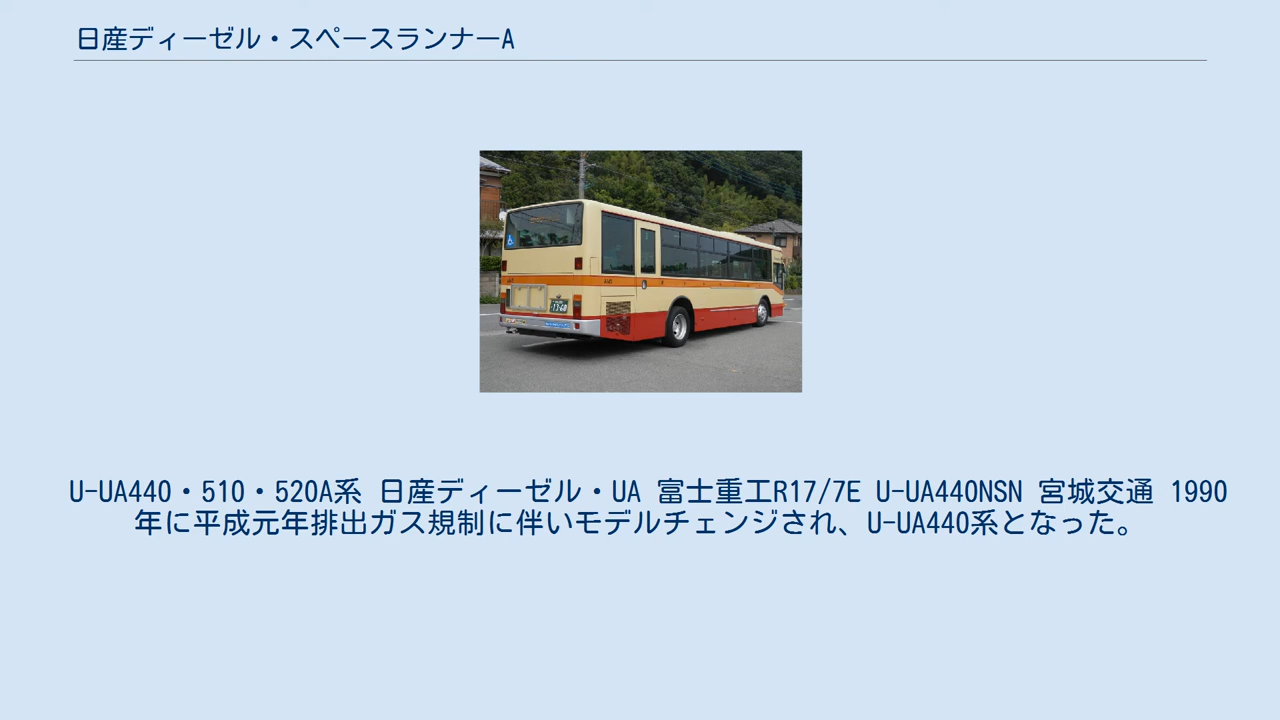 日産ディーゼル・スペースランナーA
U-UA440・510・520A系 日産ディーゼル・UA 富士重工R17/7E U-UA440NSN 宮城交通 1990
年に平成元年排出ガス規制に伴いモデルチェンジされ、U-UA440系となった。